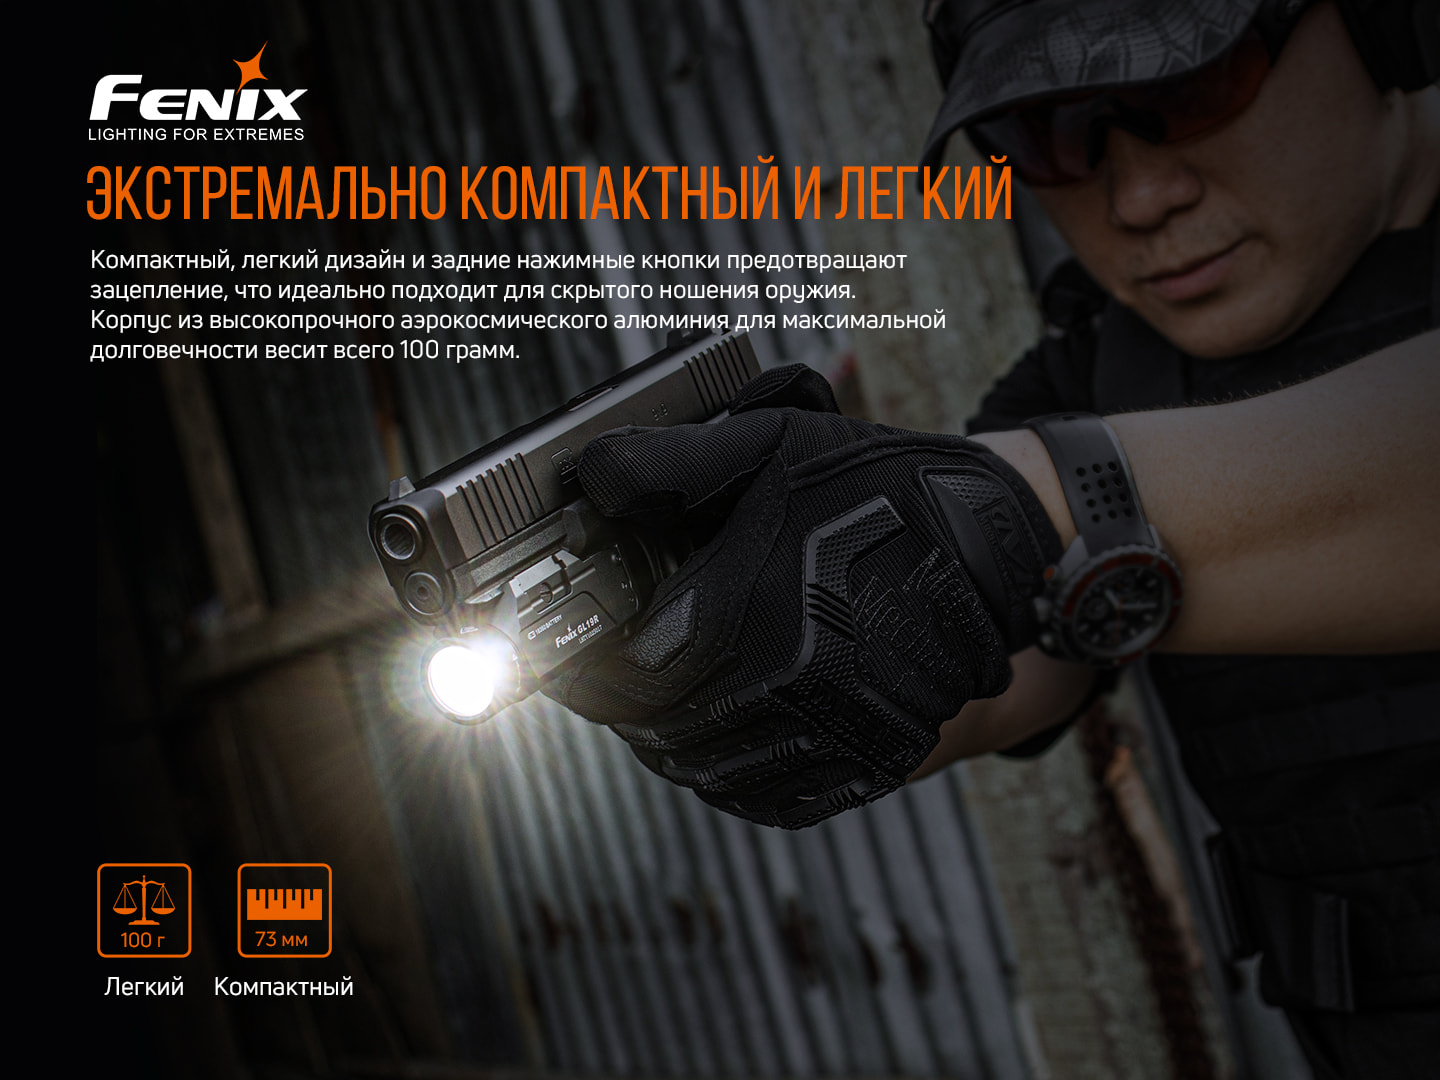 FENIX
LIGHTING FOR EXTREMES
ЭКСТРЕМАЛЬНО КОМПАКТНЫЙ И ЛЕГКИЙ
Компактный, легкий дизайн и задние нажимные кнопки предотвращают
зацепление, что идеально подходит для скрытого ношения оружия.
Корпус из высокопрочного аэрокосмического алюминия для максимальной
долговечности весит всего 100 грамм.
FENIX GL19R
100 г
73 мм
Легкий
Компактный